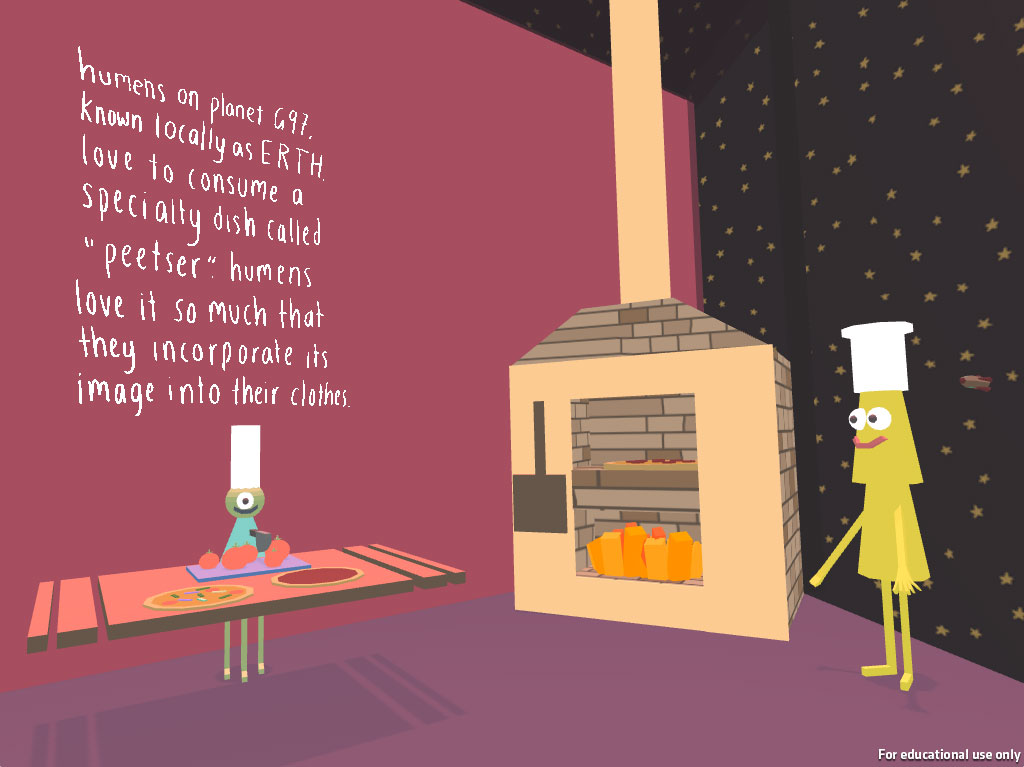 humens on planet G97.
known locally as ERTH.
love to consume a
specialty dish called
"peetser". humens
love it so much that
they incorporate its
image into their clothes.
For educational use only